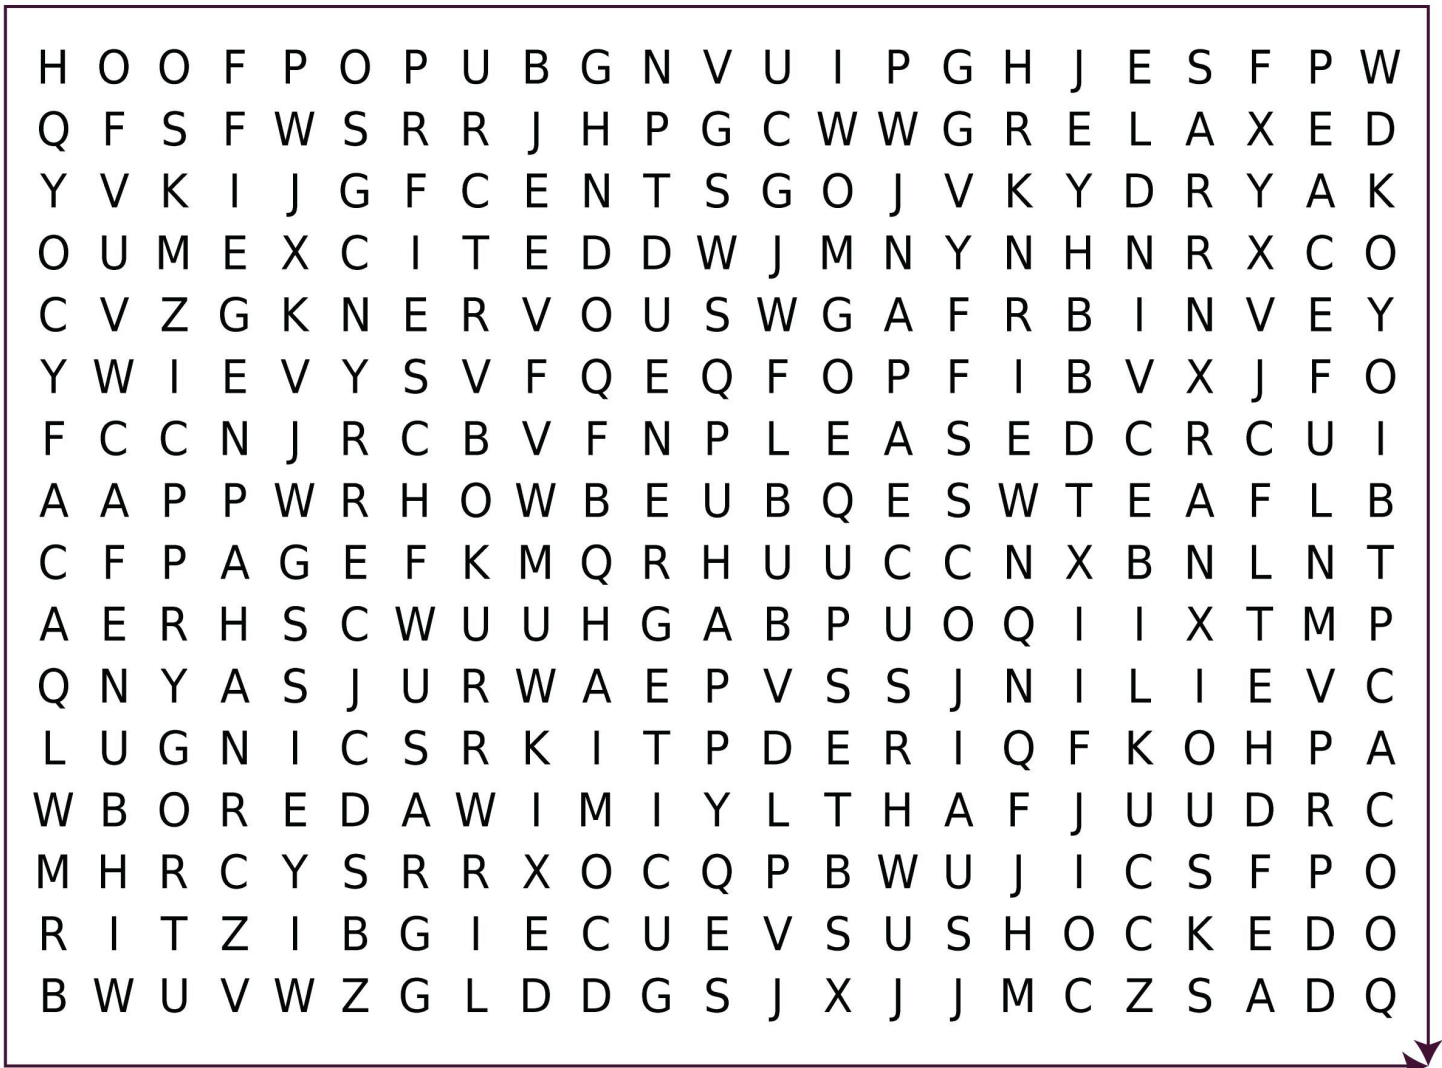 H O O F P O P U B G N V U I P G H J E S F P W
Q F S F W S R R J H P G C W W G R E L A X E D
Y V K I J G F C E N T S G O J V K Y D R Y A K
O U M E X C I T E D D W J M N Y N H N R X C O
C V Z G K N E R V O U S W G A F R B I N V E Y
Y W I E V Y S V F Q E Q F O P F I B V X J F O
F C C N J R C B V F N P L E A S E D C R C U I
A A P P W R H O W B E U B Q E S W T E A F L B
C F P A G E F K M Q R H U U C C N X B N L N T
A E R H S C W U U H G A B P U O Q I I X T M P
Q N Y A S J U R W A E P V S S J N I L I E V C
L U G N I C S R K I T P D E R I Q F K O H P A
W B O R E D A W I M I Y L T H A F J U U D R C
M H R C Y S R R X O C Q P B W U J I C S F P O
R I T Z I B G I E C U E V S U S H O C K E D O
B W U V W Z G L D D G S J X J J M C Z S A D Q